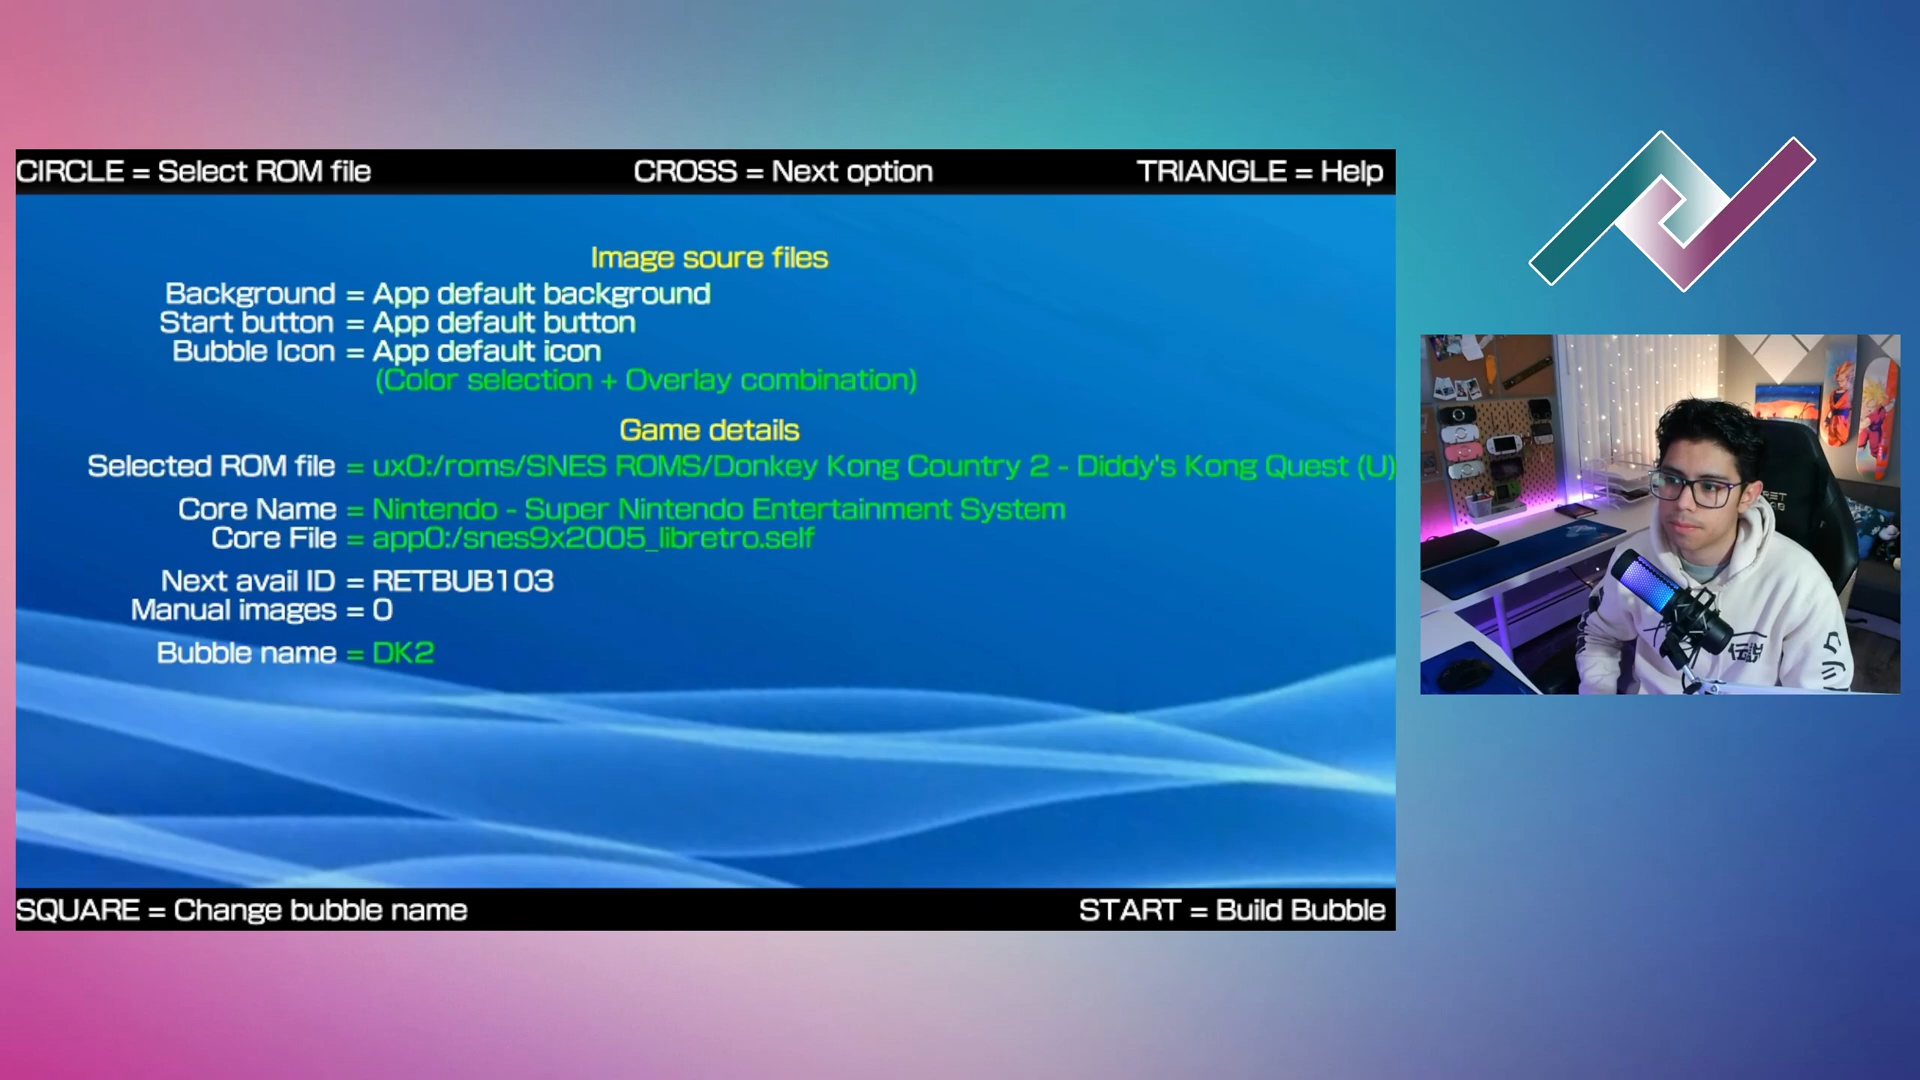 CIRCLE = Select ROM file CROSS = Next option TRIANGLE = Help
Image soure files
Background = App default background
Start button = App default button
Bubble Icon = App default icon
(Color selection + Overlay combination)
Game details
Selected ROM file = ux0:/roms/SNES ROMS/Donkey Kong Country 2 - Diddy's Kong Quest (U)
Core Name = Nintendo - Super Nintendo Entertainment System
Core File = app0:/snes9x2005_libretro.self
Next avail ID = RETBUB103
Manual images = 0
Bubble name = DK2
SQUARE = Change bubble name START = Build Bubble